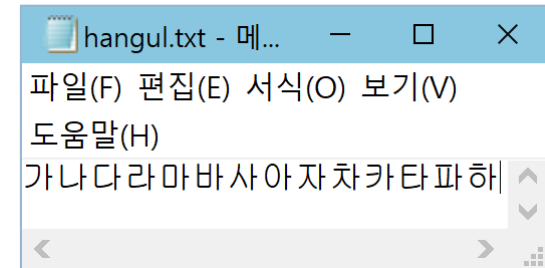 hangul.txt - 메...
파일(F) 편집(E) 서식(O) 보기(V)
도움말(H)
가나다라마바사아자차카타파하